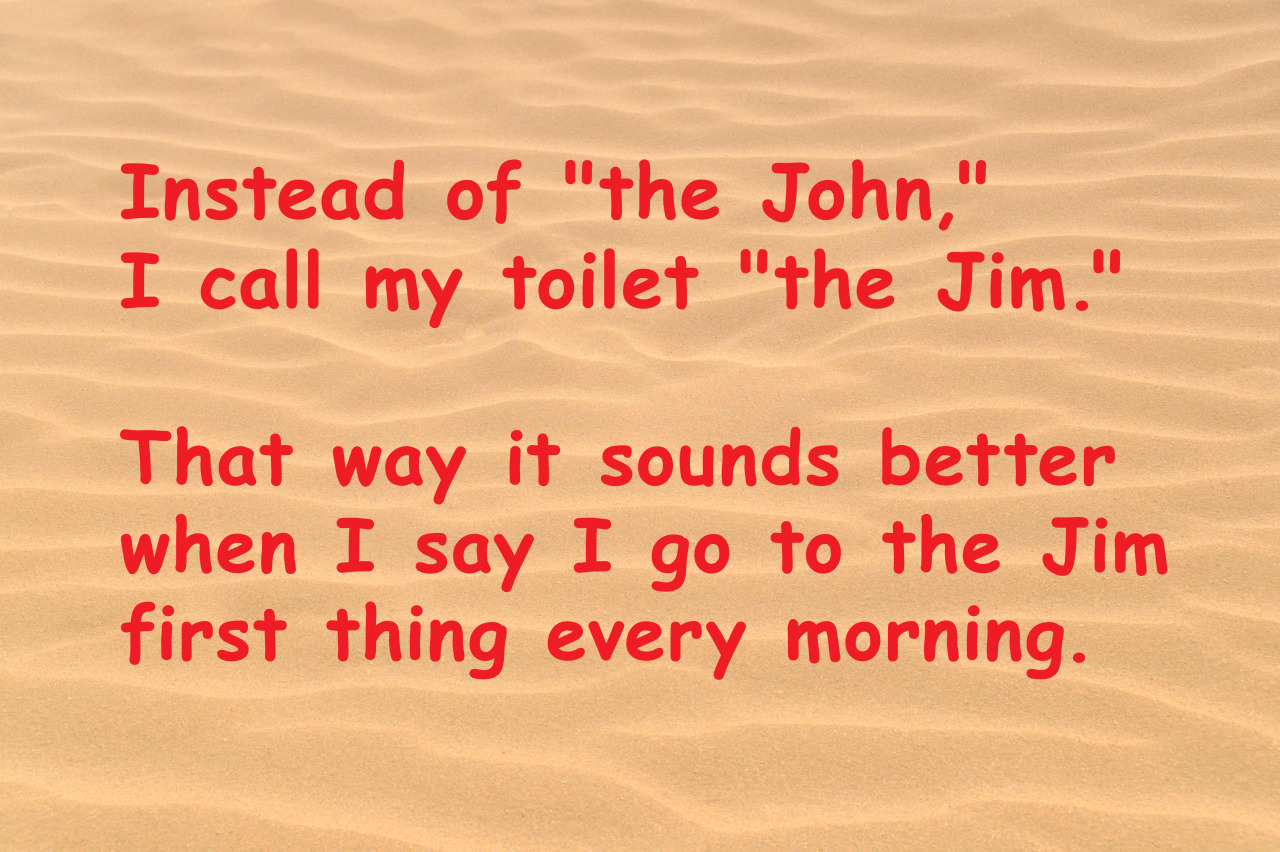 Instead of "the John,"
I call my toilet "the Jim."
That way it sounds better
when I say I go to the Jim
first thing every morning.